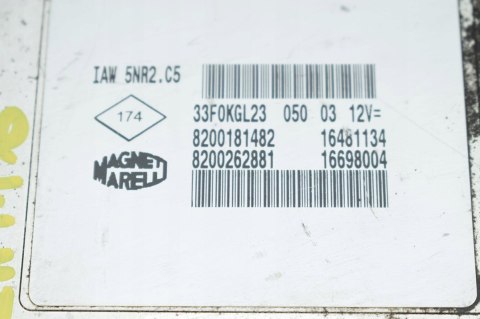 IAW 5NR2.C5
174
33F0KGL23 050 03 12V=
8200181482 16481134
8200262881 16698004
MAGNETI
MARELLI